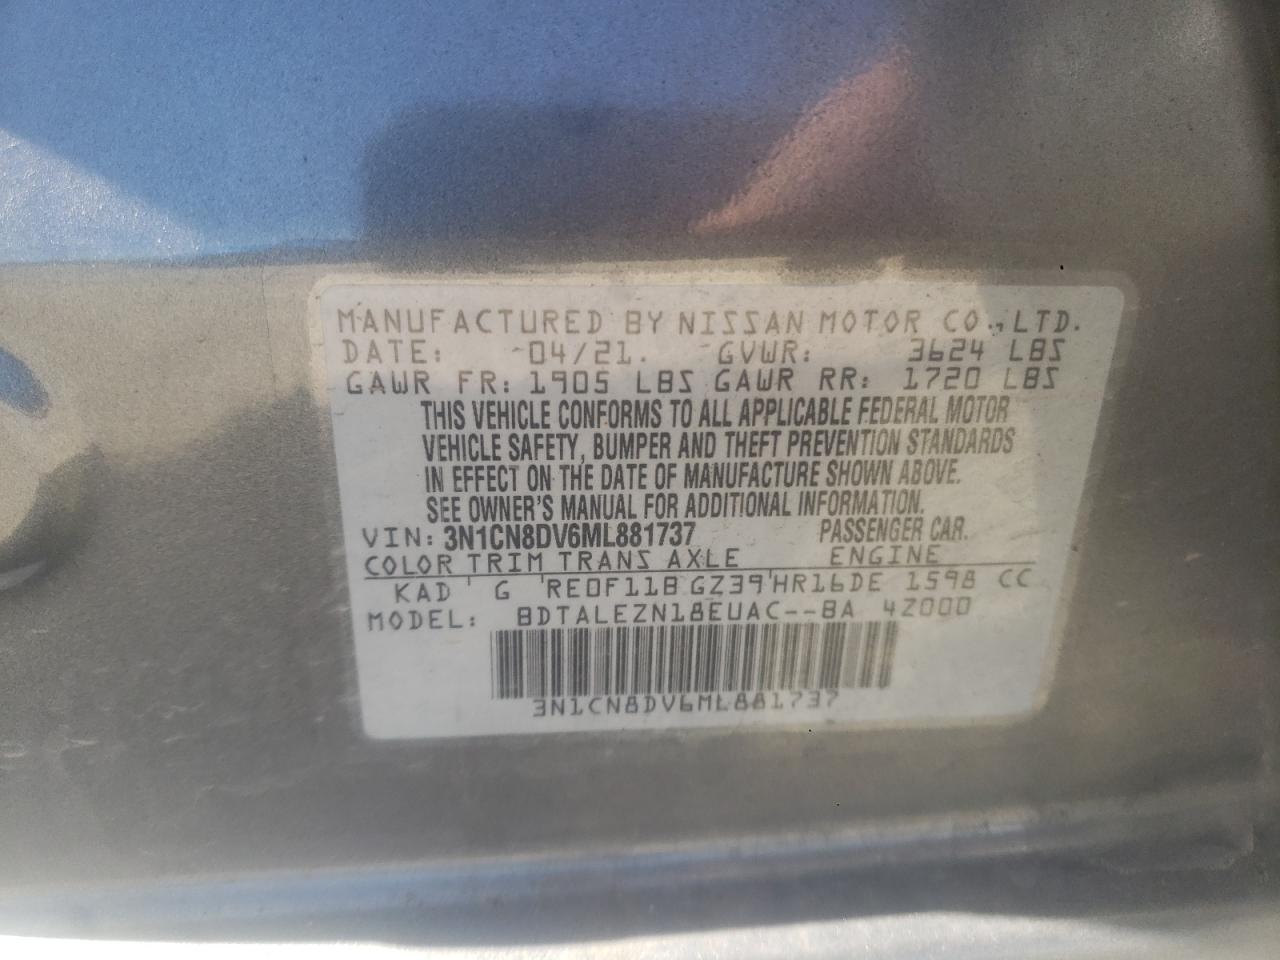 MANUFACTURED BY NISSAN MOTOR CO., LTD.
DATE: 04/21. GVWR: 3624 LBS
GAWR FR: 1905 LBS GAWR RR: 1720 LBS
THIS VEHICLE CONFORMS TO ALL APPLICABLE FEDERAL MOTOR
VEHICLE SAFETY, BUMPER AND THEFT PREVENTION STANDARDS
IN EFFECT ON THE DATE OF MANUFACTURE SHOWN ABOVE.
SEE OWNER'S MANUAL FOR ADDITIONAL INFORMATION.
VIN: 3N1CN8DV6ML881737 PASSENGER CAR.
COLOR TRIM TRANS AXLE ENGINE
KAD G RE0F11B GZ39 HR16DE 1598 CC
MODEL: BDTALEZN18EUAC--BA 4Z000
3N1CN8DV6ML881737